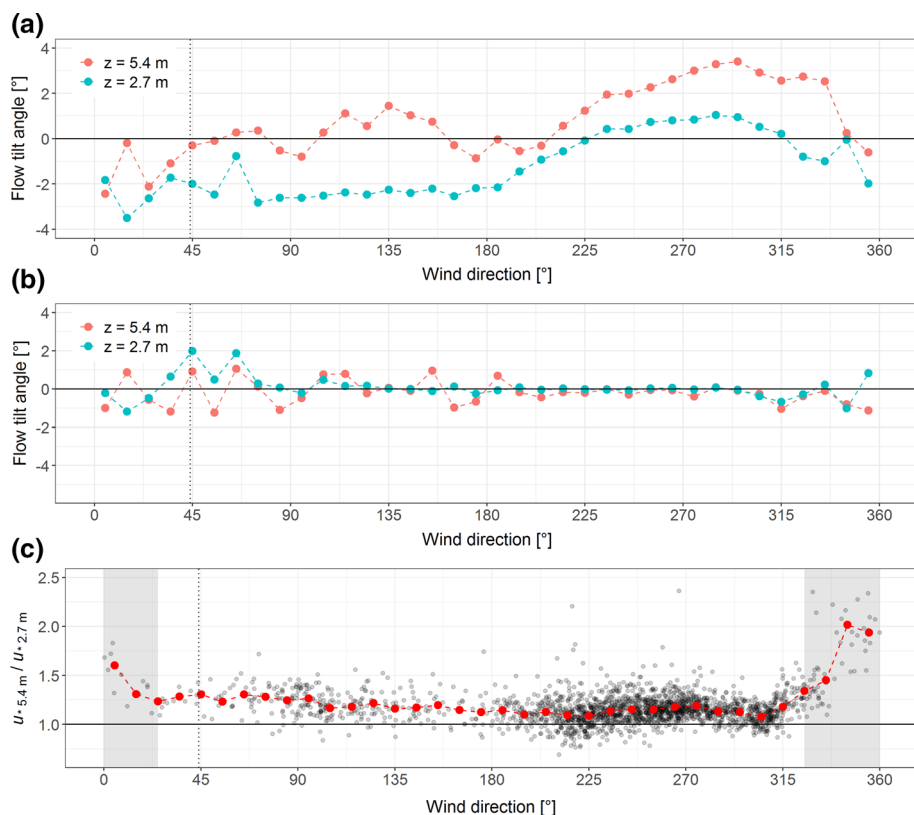 (a)
4
2
0
-2
-4
Flow tilt angle [°]
z = 5.4 m
z = 2.7 m
0 45 90 135 180 225 270 315 360
Wind direction [°]
(b)
4
2
0
-2
-4
Flow tilt angle [°]
z = 5.4 m
z = 2.7 m
0 45 90 135 180 225 270 315 360
Wind direction [°]
(c)
2.5
2.0
1.5
1.0
u* 5.4 m / u* 2.7 m
0 45 90 135 180 225 270 315 360
Wind direction [°]